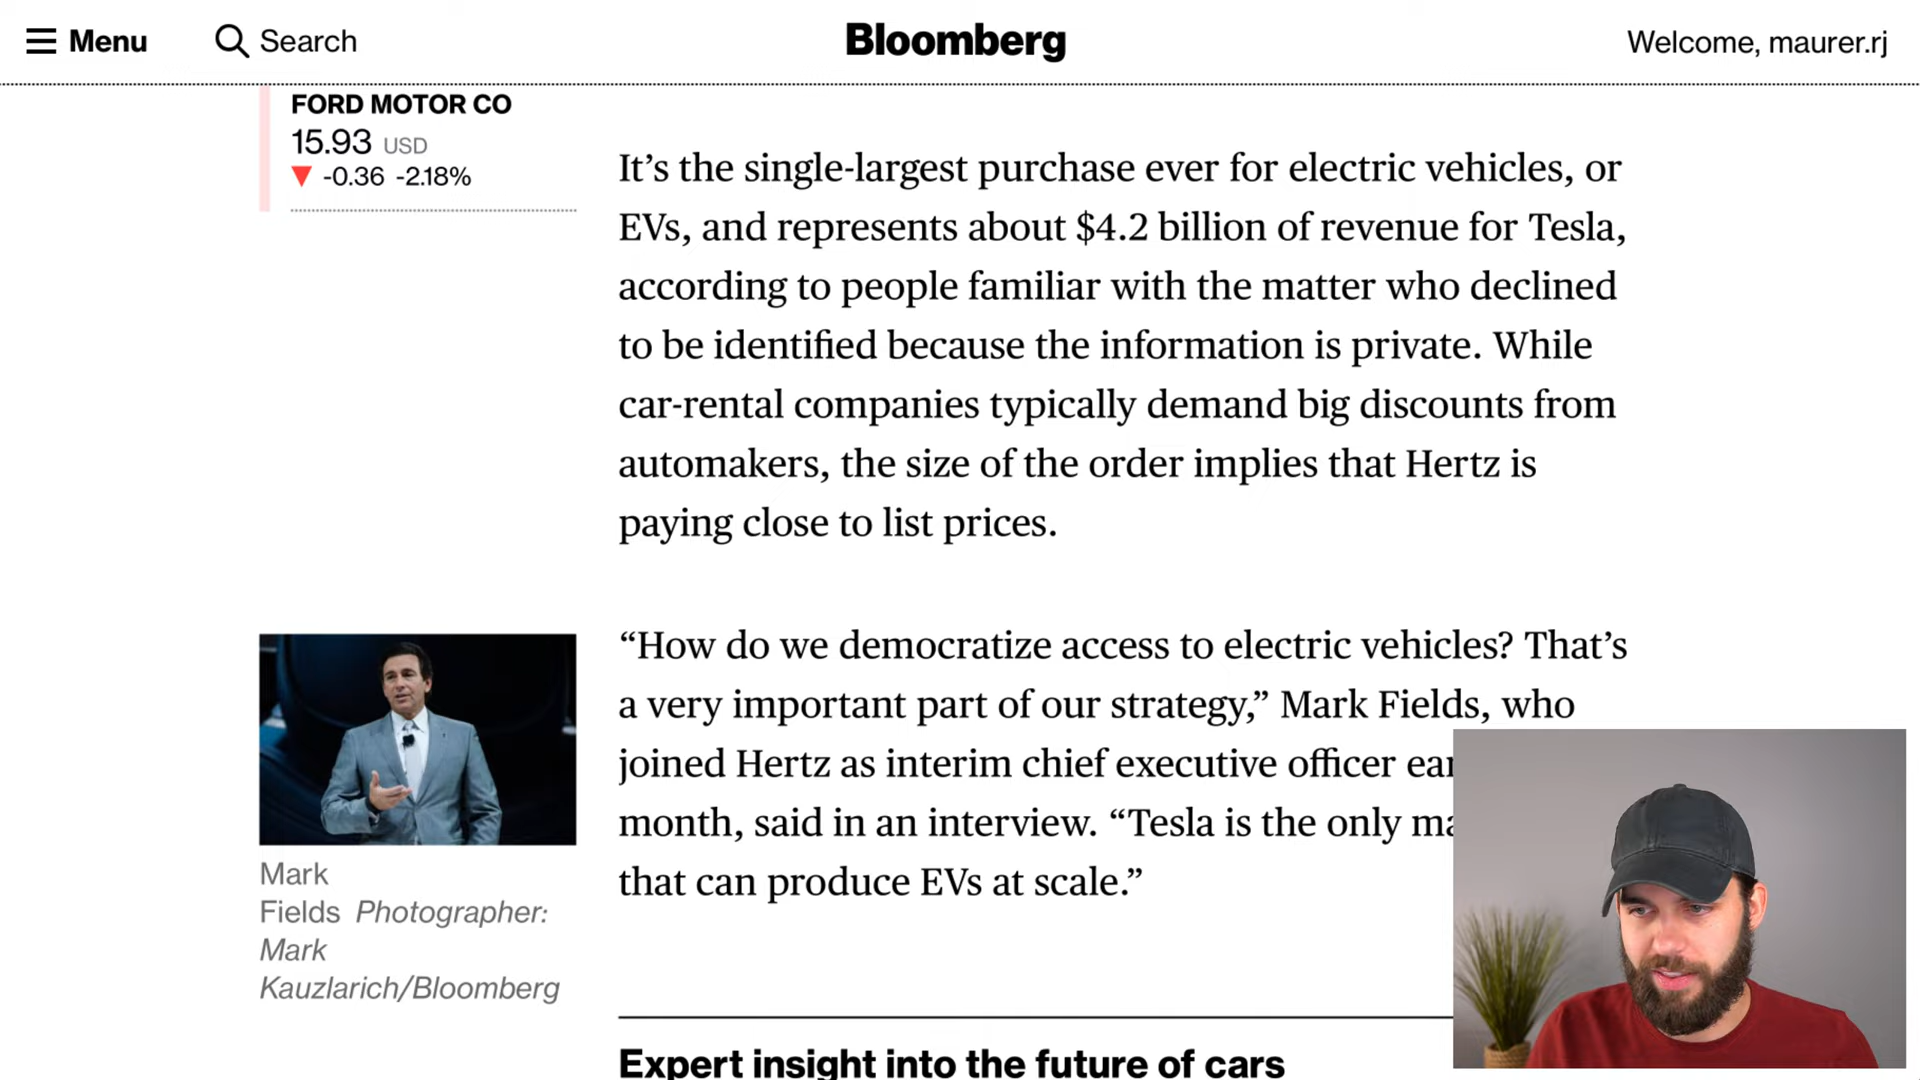 Menu
Search
Bloomberg
Welcome, maurer.rj
FORD MOTOR CO
15.93 USD
▼ -0.36 -2.18%
It’s the single-largest purchase ever for electric vehicles, or
EVs, and represents about $4.2 billion of revenue for Tesla,
according to people familiar with the matter who declined
to be identified because the information is private. While
car-rental companies typically demand big discounts from
automakers, the size of the order implies that Hertz is
paying close to list prices.
Mark
Fields Photographer:
Mark
Kauzlarich/Bloomberg
“How do we democratize access to electric vehicles? That’s
a very important part of our strategy,” Mark Fields, who
joined Hertz as interim chief executive officer
month, said in an interview. “Tesla is the only
that can produce EVs at scale.”
Expert insight into the future of cars